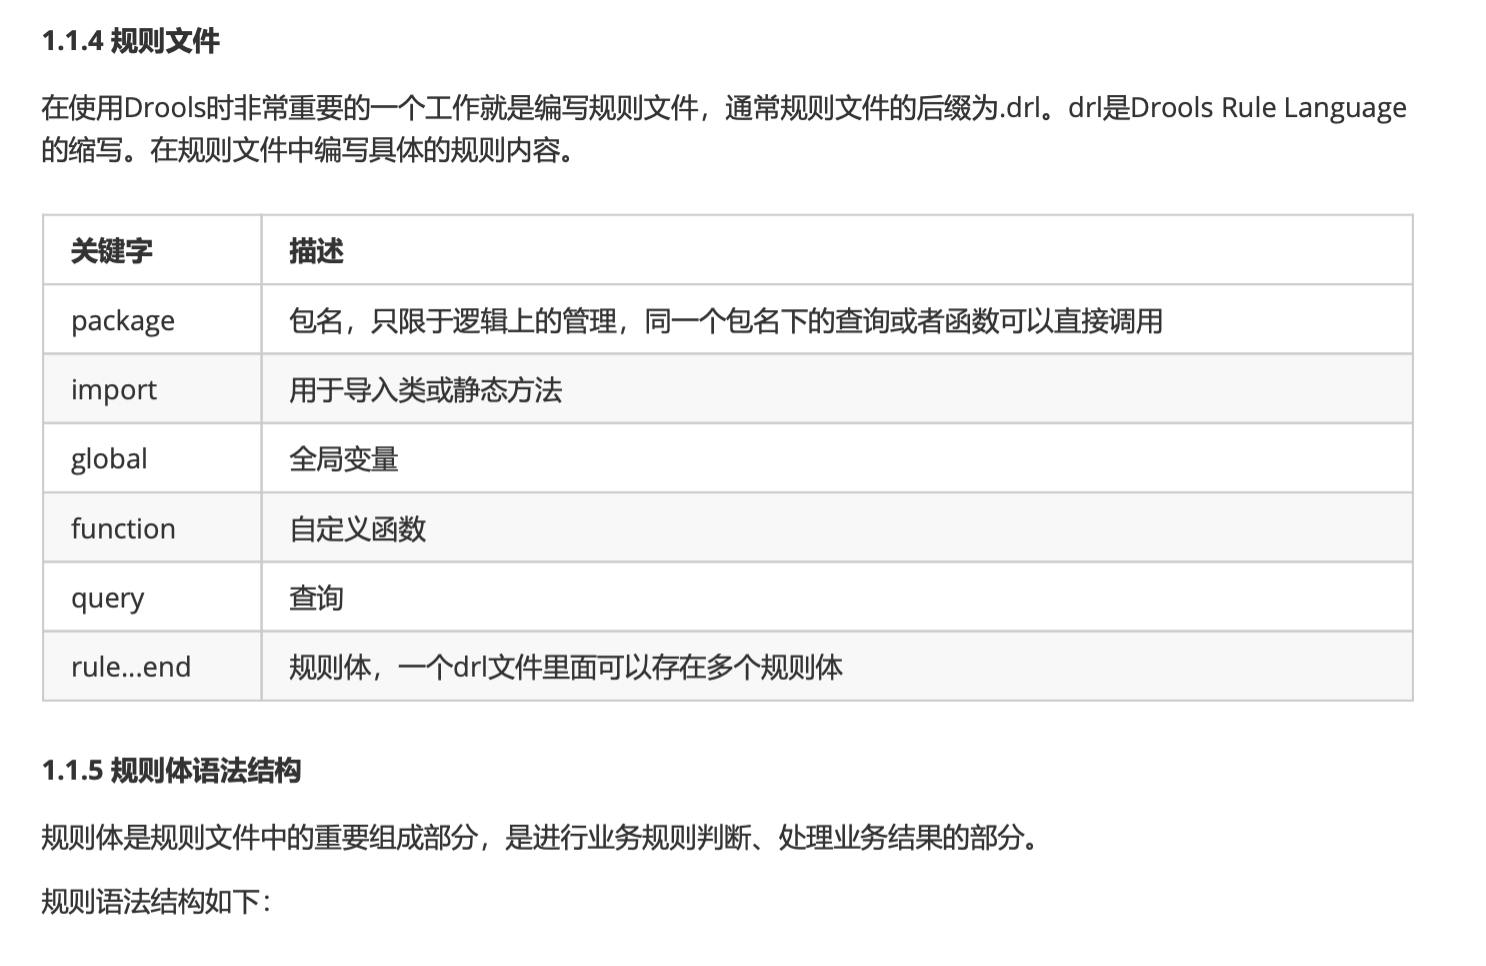 1.1.4 规则文件
在使用Drools时非常重要的一个工作就是编写规则文件，通常规则文件的后缀为.drl。drl是Drools Rule Language
的缩写。在规则文件中编写具体的规则内容。
关键字 描述
package 包名，只限于逻辑上的管理，同一个包名下的查询或者函数可以直接调用
import 用于导入类或静态方法
global 全局变量
function 自定义函数
query 查询
rule...end 规则体，一个drl文件里面可以存在多个规则体
1.1.5 规则体语法结构
规则体是规则文件中的重要组成部分，是进行业务规则判断、处理业务结果的部分。
规则语法结构如下：